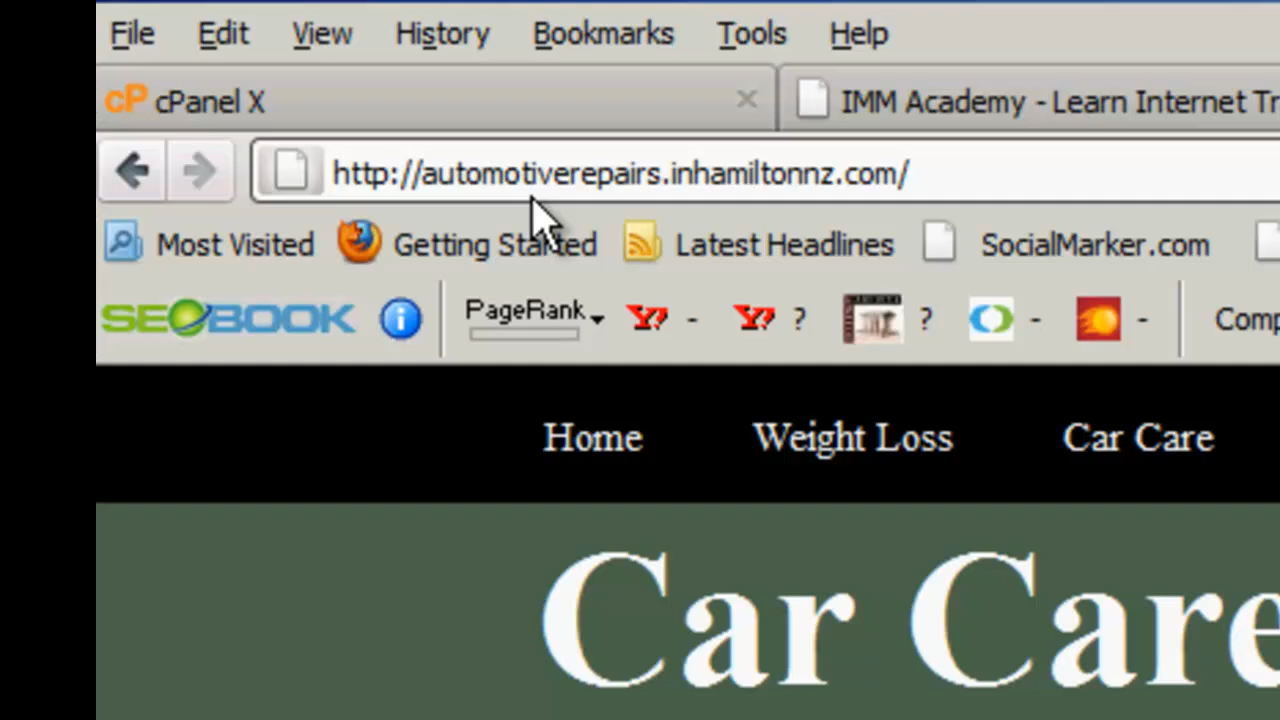 File Edit View History Bookmarks Tools Help
cP cPanel X IMM Academy - Learn Internet Tr
http://automotiverepairs.inhamiltonnz.com/
Most Visited Getting Started Latest Headlines SocialMarker.com
SEOBOOK i PageRank Y! - Y! ? ? - - Comp
Home Weight Loss Car Care
Car Care